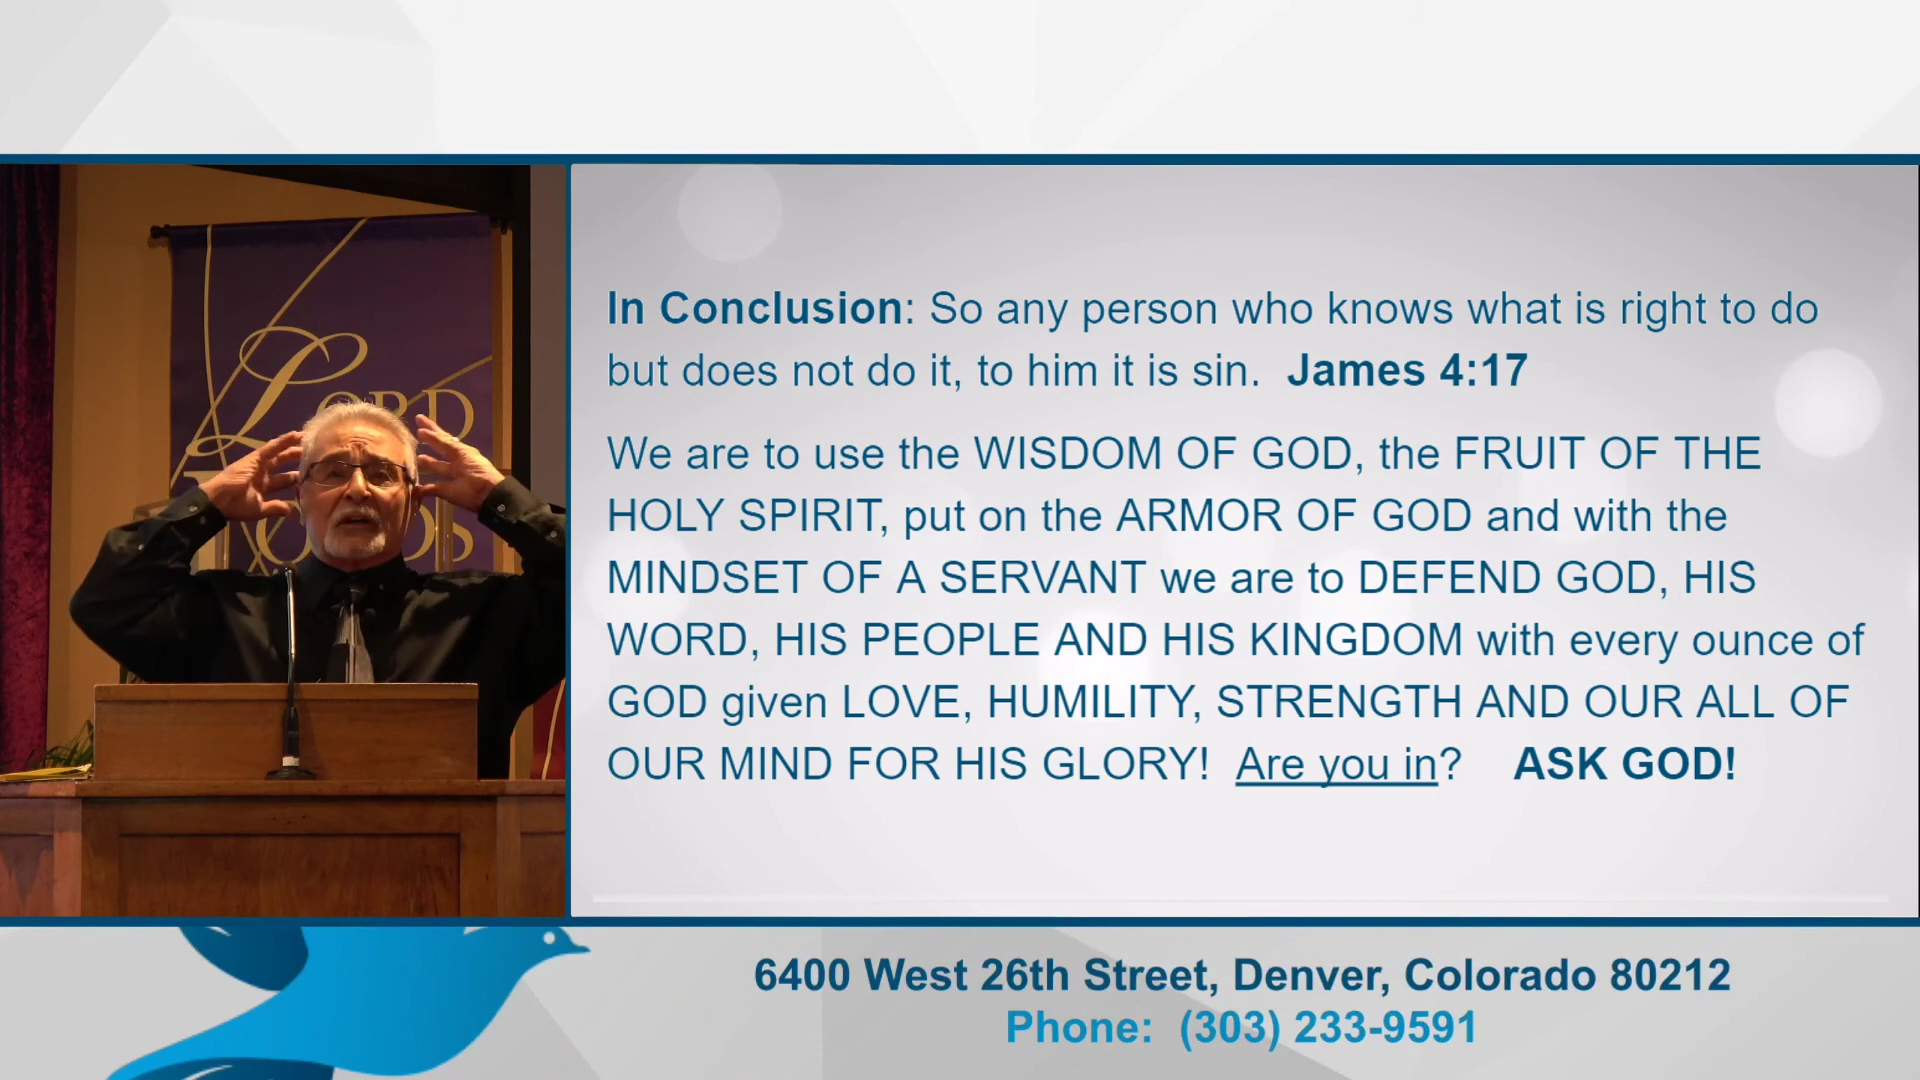 LORD
In Conclusion: So any person who knows what is right to do
but does not do it, to him it is sin. James 4:17
We are to use the WISDOM OF GOD, the FRUIT OF THE
HOLY SPIRIT, put on the ARMOR OF GOD and with the
MINDSET OF A SERVANT we are to DEFEND GOD, HIS
WORD, HIS PEOPLE AND HIS KINGDOM with every ounce of
GOD given LOVE, HUMILITY, STRENGTH AND OUR ALL OF
OUR MIND FOR HIS GLORY! Are you in? ASK GOD!
6400 West 26th Street, Denver, Colorado 80212
Phone: (303) 233-9591